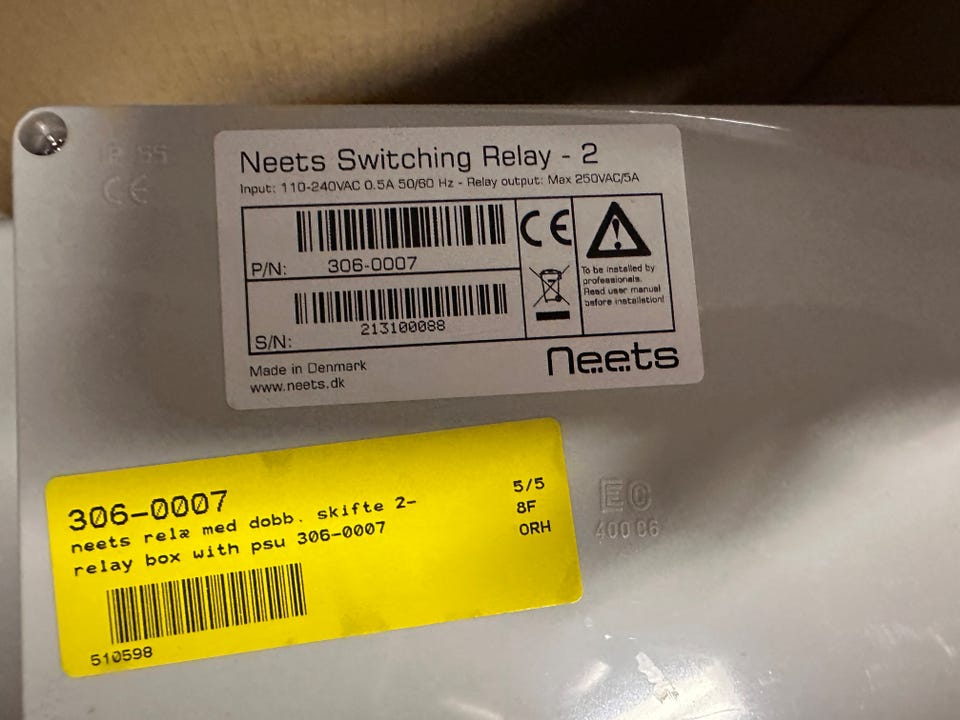 IP 55
CE
Neets Switching Relay - 2
Input: 110-240VAC 0.5A 50/60 Hz - Relay output: Max 250VAC/5A
P/N: 306-0007
S/N: 213100088
CE
To be installed by
professionals.
Read user manual
before installation!
Made in Denmark
www.neets.dk
neets
306-0007
neets relæ med dobb. skifte 2-
relay box with psu 306-0007
5/5
8F
ORH
510598
400 86